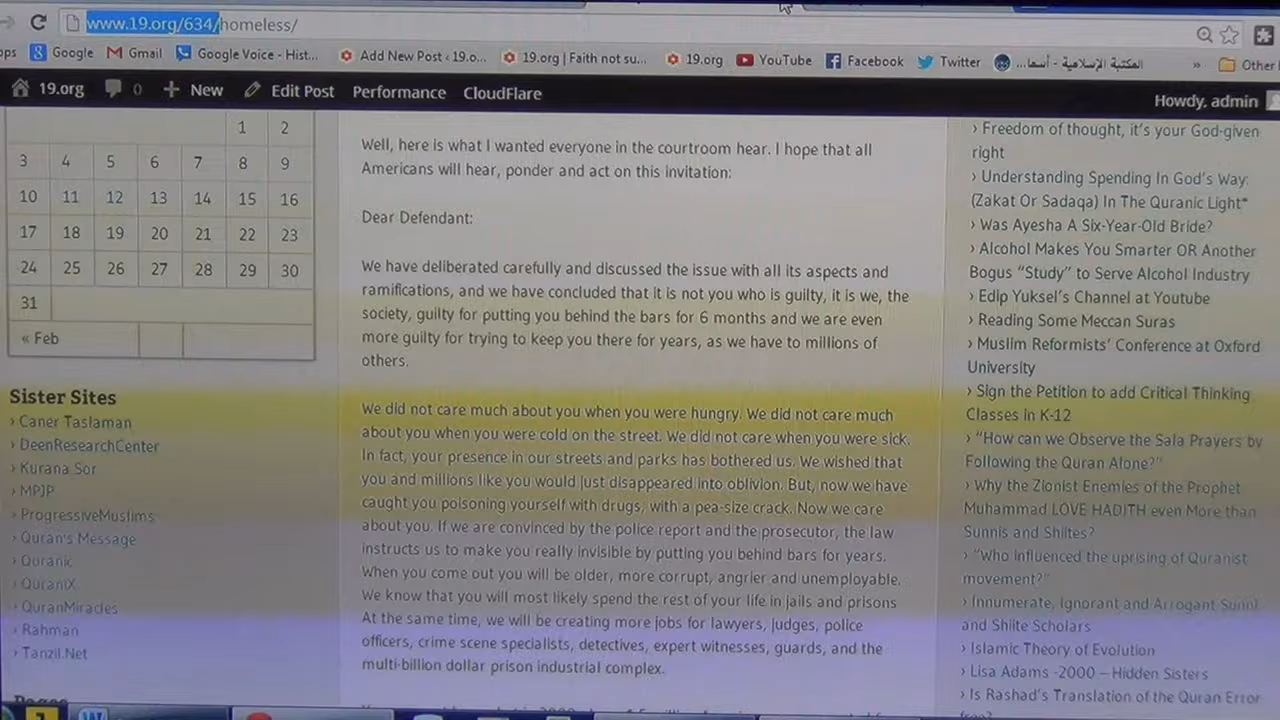 www.19.org/634/homeless/
Google
Gmail
Google Voice - Hist...
Add New Post ‹ 19.o...
19.org | Faith not su...
19.org
YouTube
Facebook
Twitter
المكتبة الإسلامية - أسما...
»
Other
19.org
0
New
Edit Post
Performance
CloudFlare
Howdy, admin
1 2
3 4 5 6 7 8 9
10 11 12 13 14 15 16
17 18 19 20 21 22 23
24 25 26 27 28 29 30
31
« Feb
Sister Sites
› Caner Taslaman
› DeenResearchCenter
› Kurana Sor
› MPJP
› ProgressiveMuslims
› Quran's Message
› Quranic
› QuraniX
› QuranMiracles
› Rahman
› Tanzil.Net
Well, here is what I wanted everyone in the courtroom hear. I hope that all
Americans will hear, ponder and act on this invitation:
Dear Defendant:
We have deliberated carefully and discussed the issue with all its aspects and
ramifications, and we have concluded that it is not you who is guilty, it is we, the
society, guilty for putting you behind the bars for 6 months and we are even
more guilty for trying to keep you there for years, as we have to millions of
others.
We did not care much about you when you were hungry. We did not care much
about you when you were cold on the street. We did not care when you were sick.
In fact, your presence in our streets and parks has bothered us. We wished that
you and millions like you would just disappeared into oblivion. But, now we have
caught you poisoning yourself with drugs, with a pea-size crack. Now we care
about you. If we are convinced by the police report and the prosecutor, the law
instructs us to make you really invisible by putting you behind bars for years.
When you come out you will be older, more corrupt, angrier and unemployable.
We know that you will most likely spend the rest of your life in jails and prisons
At the same time, we will be creating more jobs for lawyers, judges, police
officers, crime scene specialists, detectives, expert witnesses, guards, and the
multi-billion dollar prison industrial complex.
› Freedom of thought, it's your God-given
right
› Understanding Spending In God's Way:
(Zakat Or Sadaqa) In The Quranic Light*
› Was Ayesha A Six-Year-Old Bride?
› Alcohol Makes You Smarter OR Another
Bogus "Study" to Serve Alcohol Industry
› Edip Yuksel's Channel at Youtube
› Reading Some Meccan Suras
› Muslim Reformists' Conference at Oxford
University
› Sign the Petition to add Critical Thinking
Classes in K-12
› "How can we Observe the Sala Prayers by
Following the Quran Alone?"
› Why the Zionist Enemies of the Prophet
Muhammad LOVE HADITH even More than
Sunnis and Shiites?
› "Who influenced the uprising of Quranist
movement?"
› Innumerate, Ignorant and Arrogant Sunni
and Shiite Scholars
› Islamic Theory of Evolution
› Lisa Adams -2000 – Hidden Sisters
› Is Rashad's Translation of the Quran Error